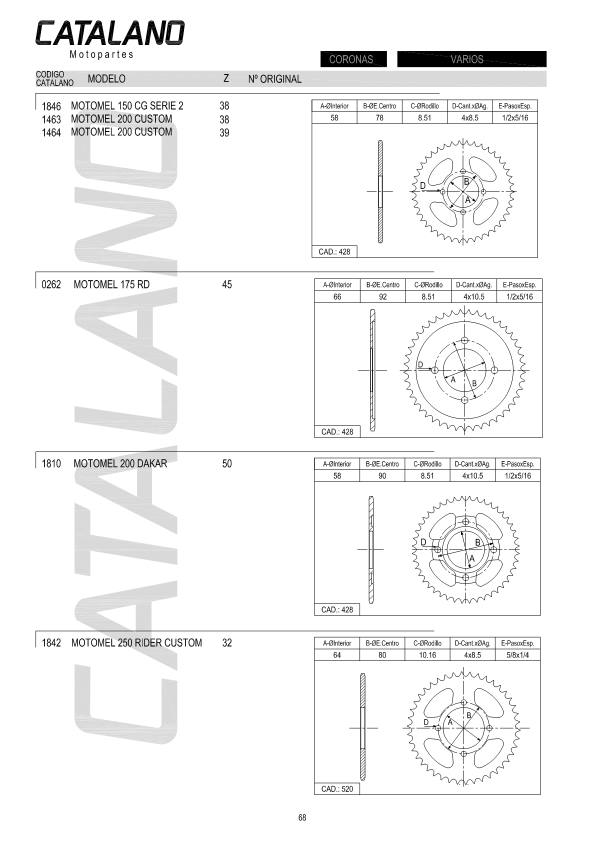 CATALANO
Motopartes
CORONAS VARIOS
CODIGO
CATALANO MODELO Z Nº ORIGINAL
1846 MOTOMEL 150 CG SERIE 2 38
1463 MOTOMEL 200 CUSTOM 38
1464 MOTOMEL 200 CUSTOM 39
A-ØInterior B-ØE.Centro C-ØRodillo D-Cant.xØAg. E-PasoxEsp.
58 78 8.51 4x8.5 1/2x5/16
D B
A
CAD.: 428
0262 MOTOMEL 175 RD 45
A-ØInterior B-ØE.Centro C-ØRodillo D-Cant.xØAg. E-PasoxEsp.
66 92 8.51 4x10.5 1/2x5/16
D
A B
CAD.: 428
1810 MOTOMEL 200 DAKAR 50
A-ØInterior B-ØE.Centro C-ØRodillo D-Cant.xØAg. E-PasoxEsp.
58 90 8.51 4x10.5 1/2x5/16
D B
A
CAD.: 428
1842 MOTOMEL 250 RIDER CUSTOM 32
A-ØInterior B-ØE.Centro C-ØRodillo D-Cant.xØAg. E-PasoxEsp.
64 80 10.16 4x8.5 5/8x1/4
D A B
CAD.: 520
CATALANO
68